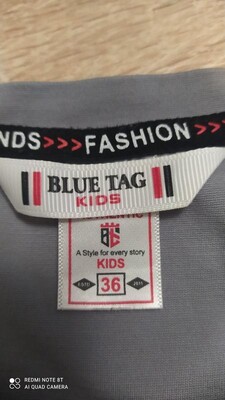 NDS>>>FASHION>>>
BLUE TAG
KIDS
A Style for every story
KIDS
36
REDMI NOTE 8T
AI QUAD CAMERA